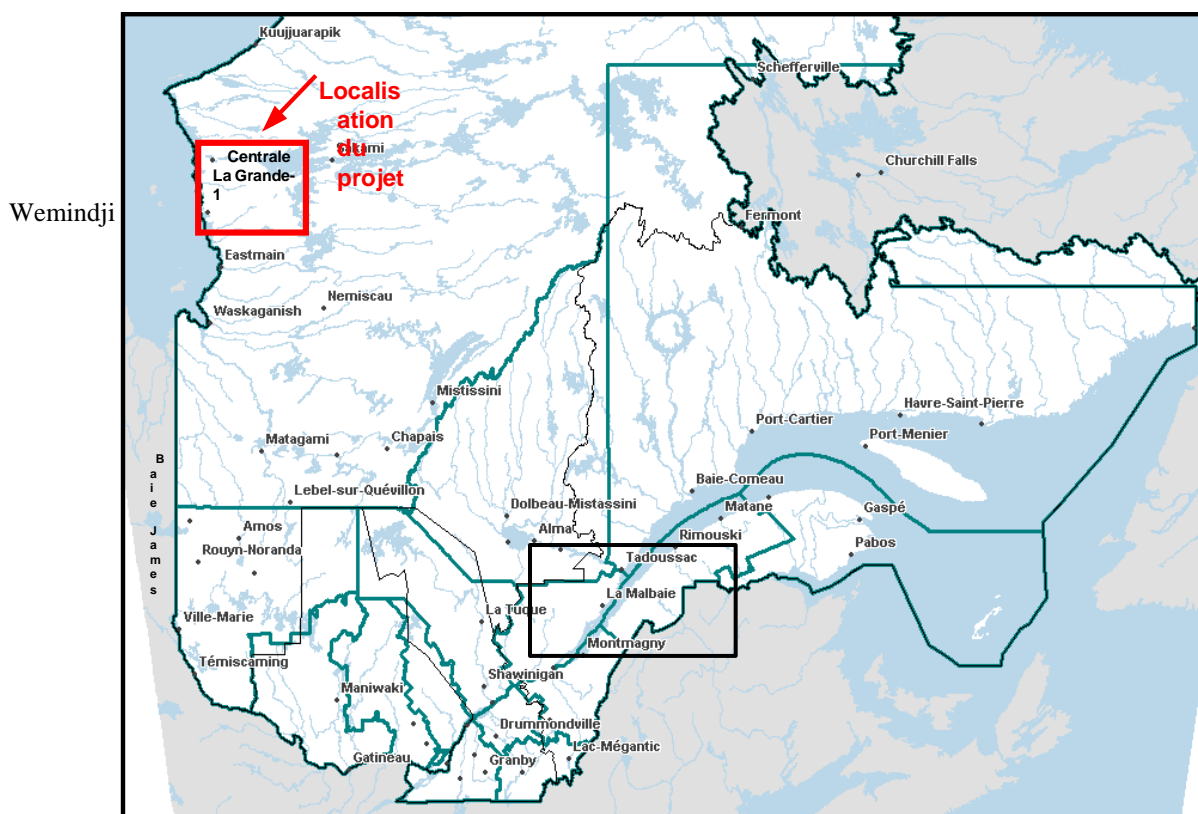 Kuujjuarapik
Schefferville
Localis
ation
du
projet
Sakami
Centrale
La Grande-
1
Churchill Falls
Wemindji
Fermont
Eastmain
Nemiscau
Waskaganish
Mistissini
Havre-Saint-Pierre
Port-Cartier
Matagami
Chapais
Port-Menier
Baie James
Lebel-sur-Quévillon
Baie-Comeau
Dolbeau-Mistassini
Matane
Gaspé
Amos
Alma
Rimouski
Rouyn-Noranda
Pabos
Tadoussac
La Malbaie
La Tuque
Ville-Marie
Montmagny
Témiscaming
Shawinigan
Maniwaki
Drummondville
Lac-Mégantic
Gatineau
Granby